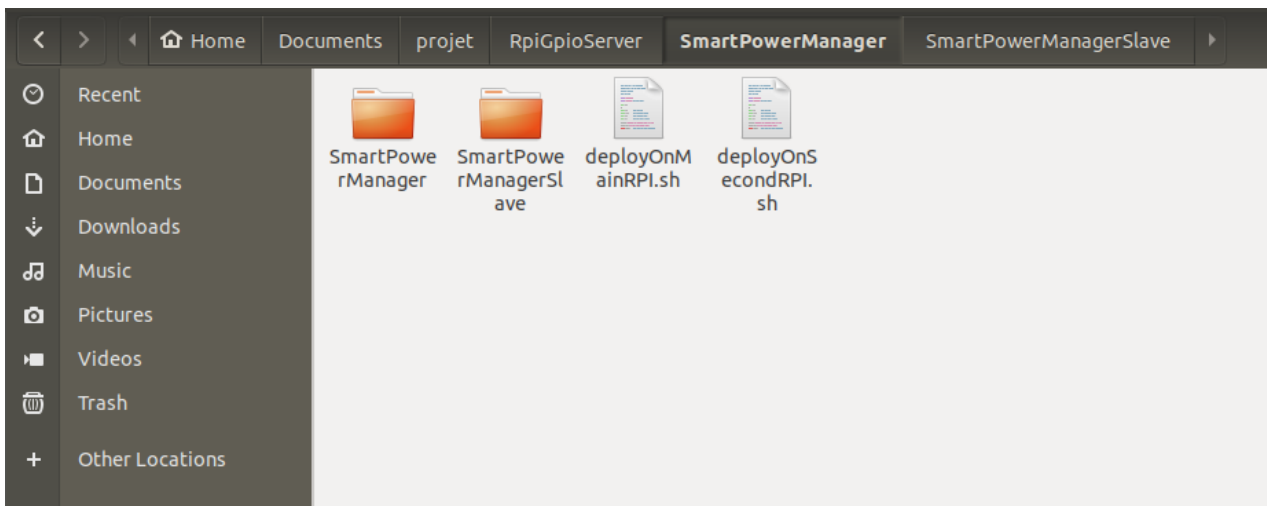 Home Documents projet RpiGpioServer SmartPowerManager SmartPowerManagerSlave
Recent
Home
Documents
Downloads
Music
Pictures
Videos
Trash
Other Locations
SmartPowe
rManager
SmartPowe
rManagerSl
ave
deployOnM
ainRPI.sh
deployOnS
econdRPI.
sh